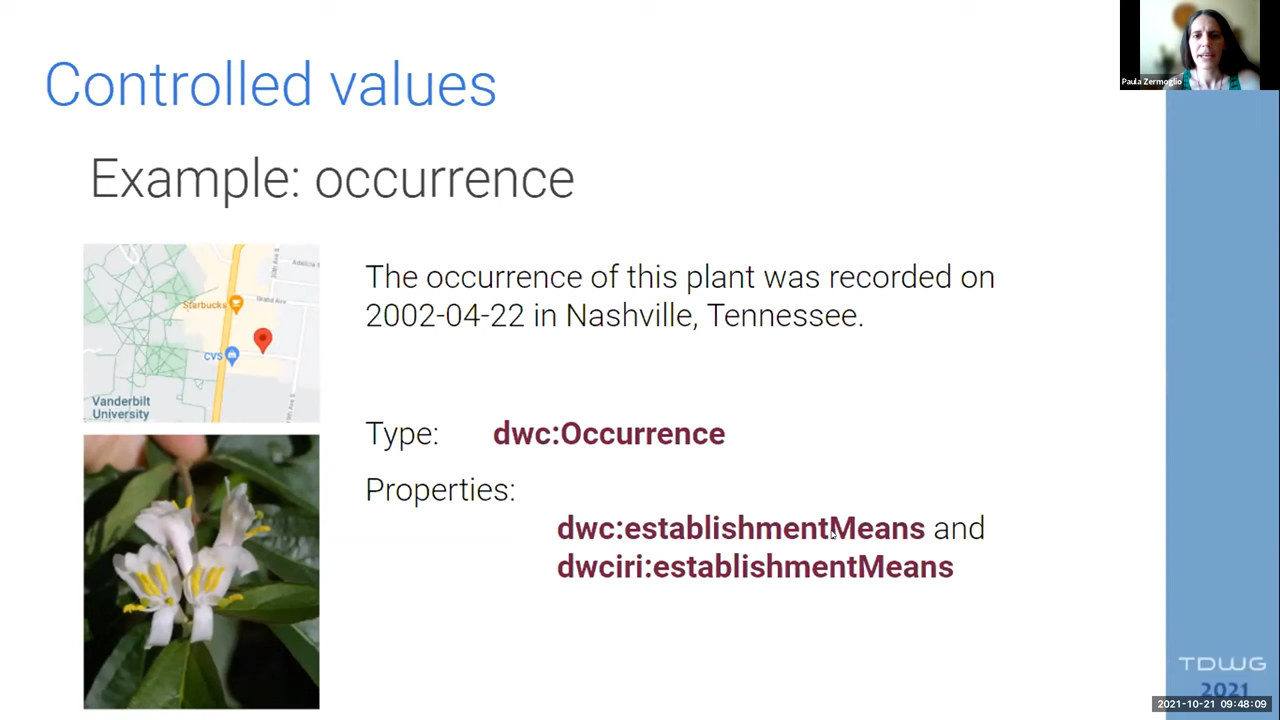 Controlled values
Paula Zermoglio
Example: occurrence
Starbucks
Grand Ave
CVS
Vanderbilt
University
The occurrence of this plant was recorded on
2002-04-22 in Nashville, Tennessee.
Type: dwc:Occurrence
Properties:
dwc:establishmentMeans and
dwciri:establishmentMeans
TDWG
2021
2021-10-21 09:48:09